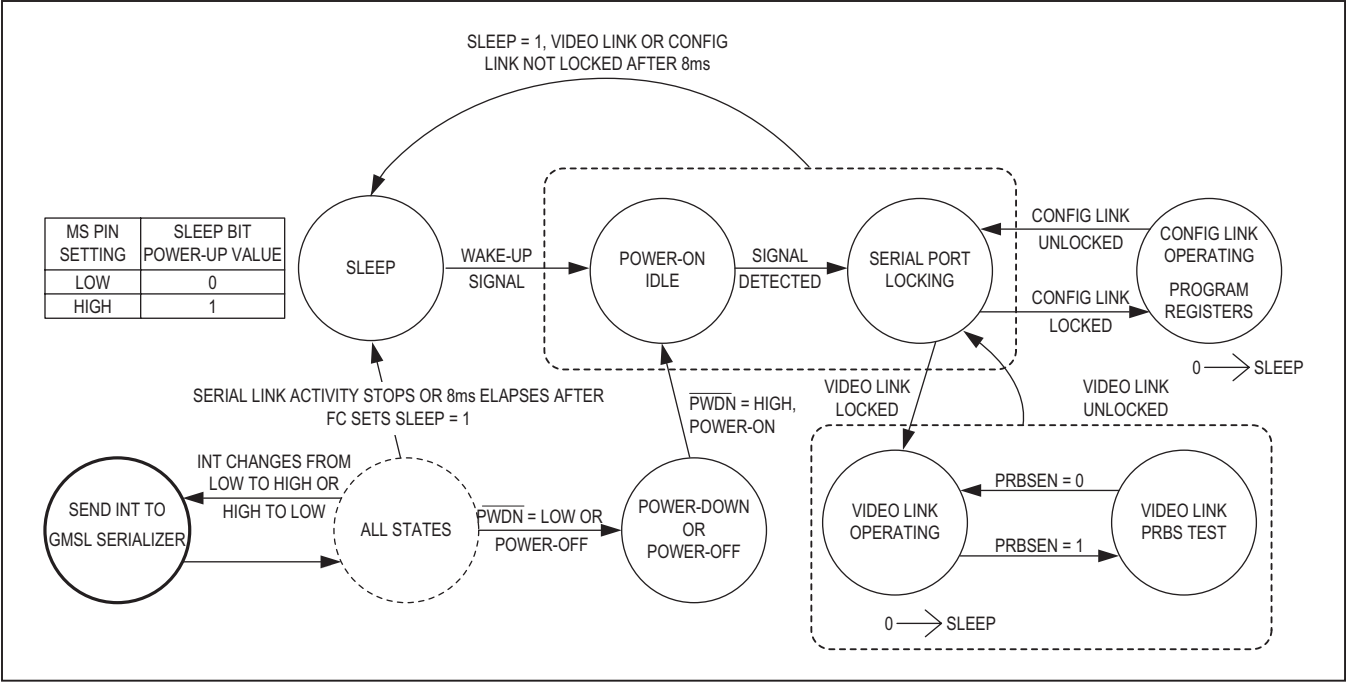 SLEEP = 1, VIDEO LINK OR CONFIG
LINK NOT LOCKED AFTER 8ms
MS PIN
SETTING
SLEEP BIT
POWER-UP VALUE
LOW
0
HIGH
1
SLEEP
WAKE-UP
SIGNAL
POWER-ON
IDLE
SIGNAL
DETECTED
SERIAL PORT
LOCKING
CONFIG LINK
UNLOCKED
CONFIG LINK
LOCKED
CONFIG LINK
OPERATING
PROGRAM
REGISTERS
0 → SLEEP
SERIAL LINK ACTIVITY STOPS OR 8ms ELAPSES AFTER
FC SETS SLEEP = 1
PWDN = HIGH,
POWER-ON
VIDEO LINK
LOCKED
VIDEO LINK
UNLOCKED
SEND INT TO
GMSL SERIALIZER
INT CHANGES FROM
LOW TO HIGH OR
HIGH TO LOW
ALL STATES
PWDN = LOW OR
POWER-OFF
POWER-DOWN
OR
POWER-OFF
VIDEO LINK
OPERATING
PRBSEN = 0
PRBSEN = 1
VIDEO LINK
PRBS TEST
0 → SLEEP